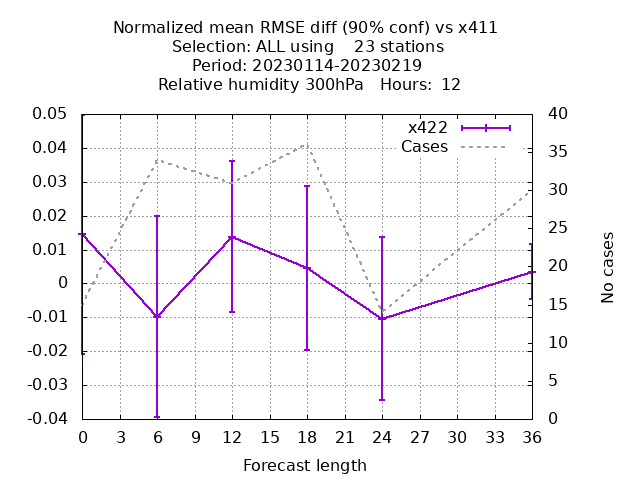 Normalized mean RMSE diff (90% conf) vs x411
Selection: ALL using    23 stations
Period: 20230114-20230219
Relative humidity 300hPa   Hours:  12
x422
Cases
0.05
0.04
0.03
0.02
0.01
0
-0.01
-0.02
-0.03
-0.04
40
35
30
25
20
15
10
5
0
No cases
0 3 6 9 12 15 18 21 24 27 30 33 36
Forecast length